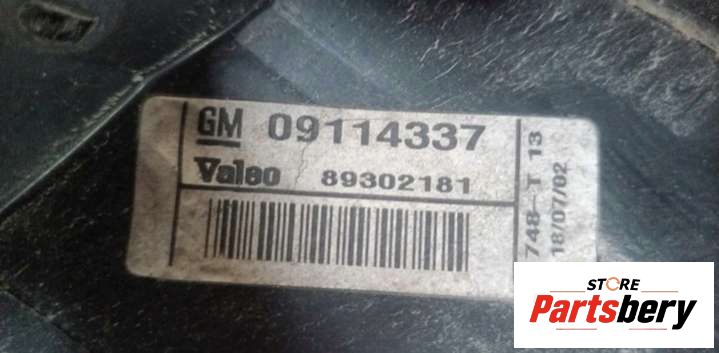 GM 09114337
Valeo 89302181
748-T 13
18/07/02
STORE
Partsbery